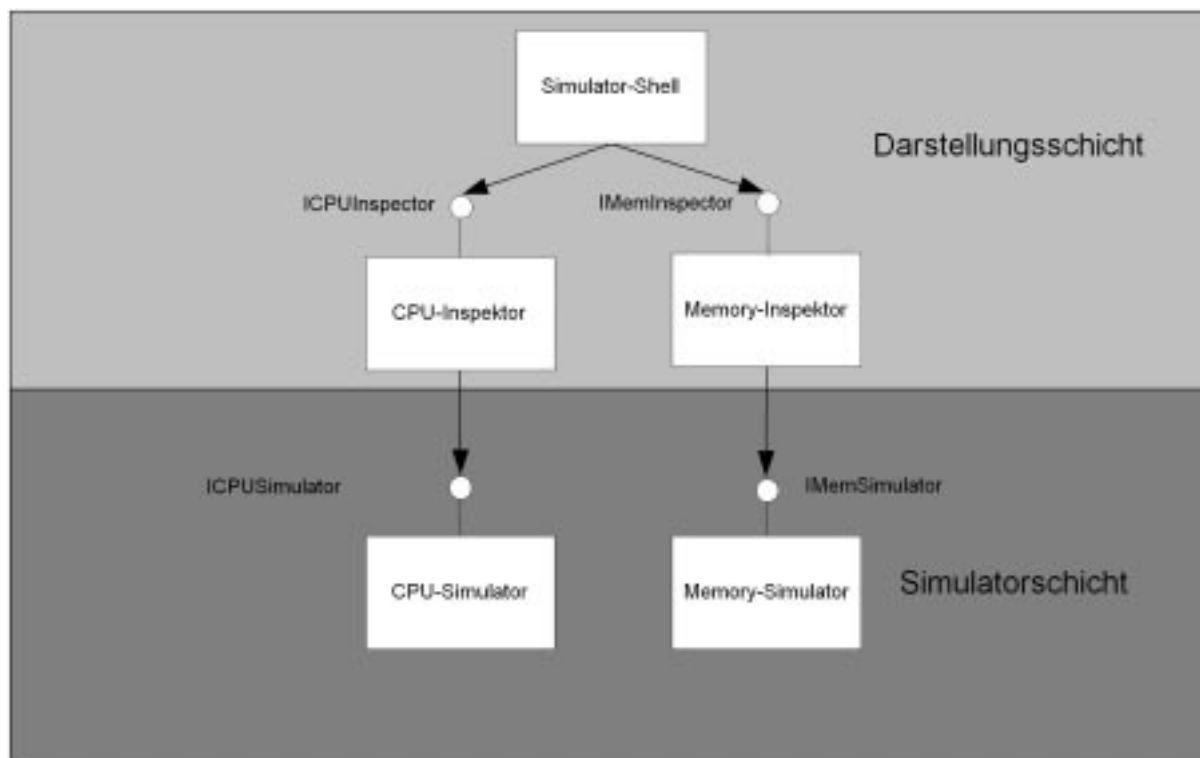 Simulator-Shell
Darstellungsschicht
ICPUInspector
IMemInspector
CPU-Inspektor
Memory-Inspektor
ICPUSimulator
IMemSimulator
CPU-Simulator
Memory-Simulator
Simulatorschicht